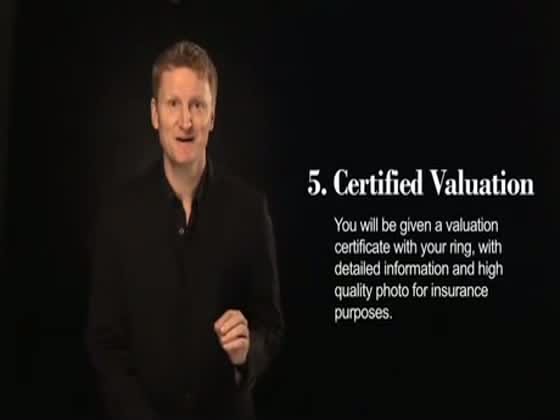 5. Certified Valuation
You will be given a valuation
certificate with your ring, with
detailed information and high
quality photo for insurance
purposes.